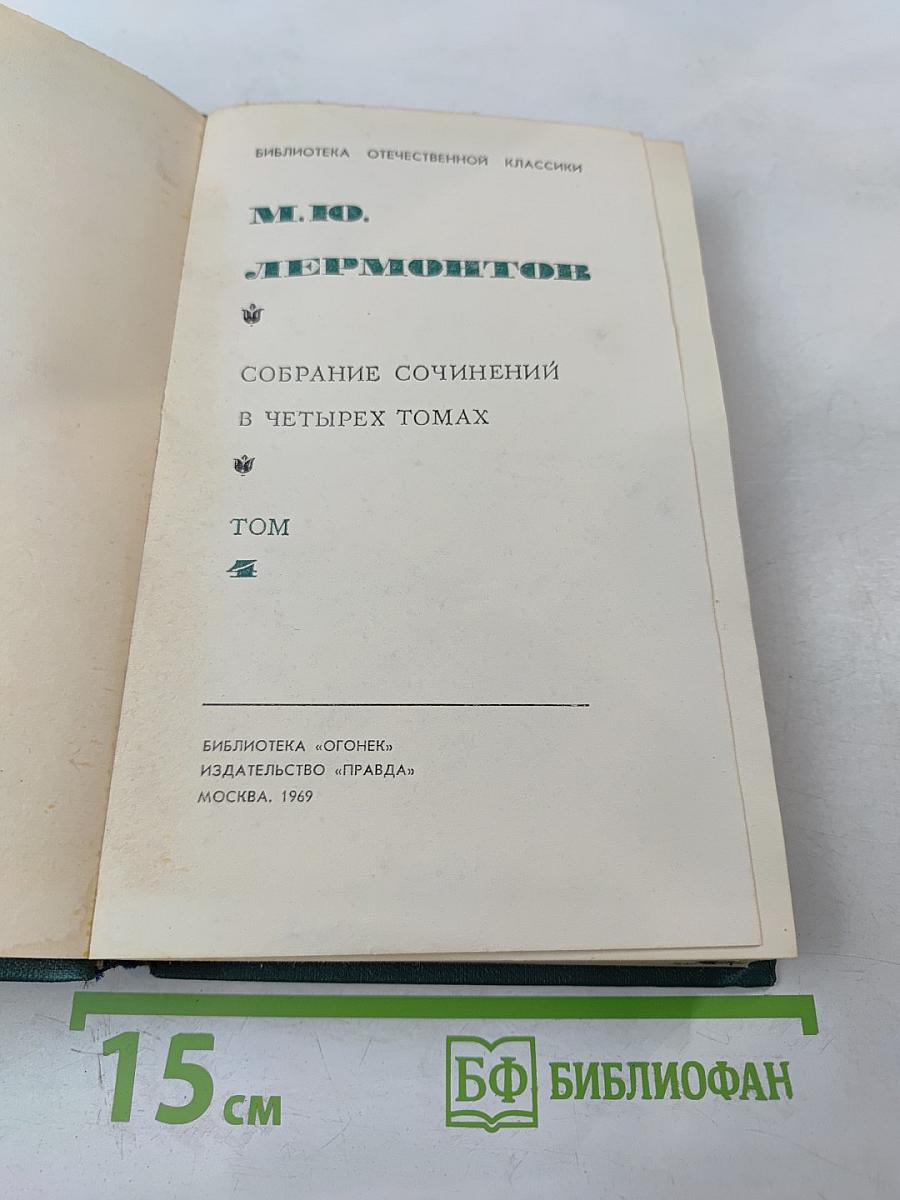 БИБЛИОТЕКА ОТЕЧЕСТВЕННОЙ КЛАССИКИ
М.Ю.
ЛЕРМОНТОВ
СОБРАНИЕ СОЧИНЕНИЙ
В ЧЕТЫРЕХ ТОМАХ
ТОМ
4
БИБЛИОТЕКА «ОГОНЕК»
ИЗДАТЕЛЬСТВО «ПРАВДА»
МОСКВА. 1969
15 см
БФ БИБЛИОФАН